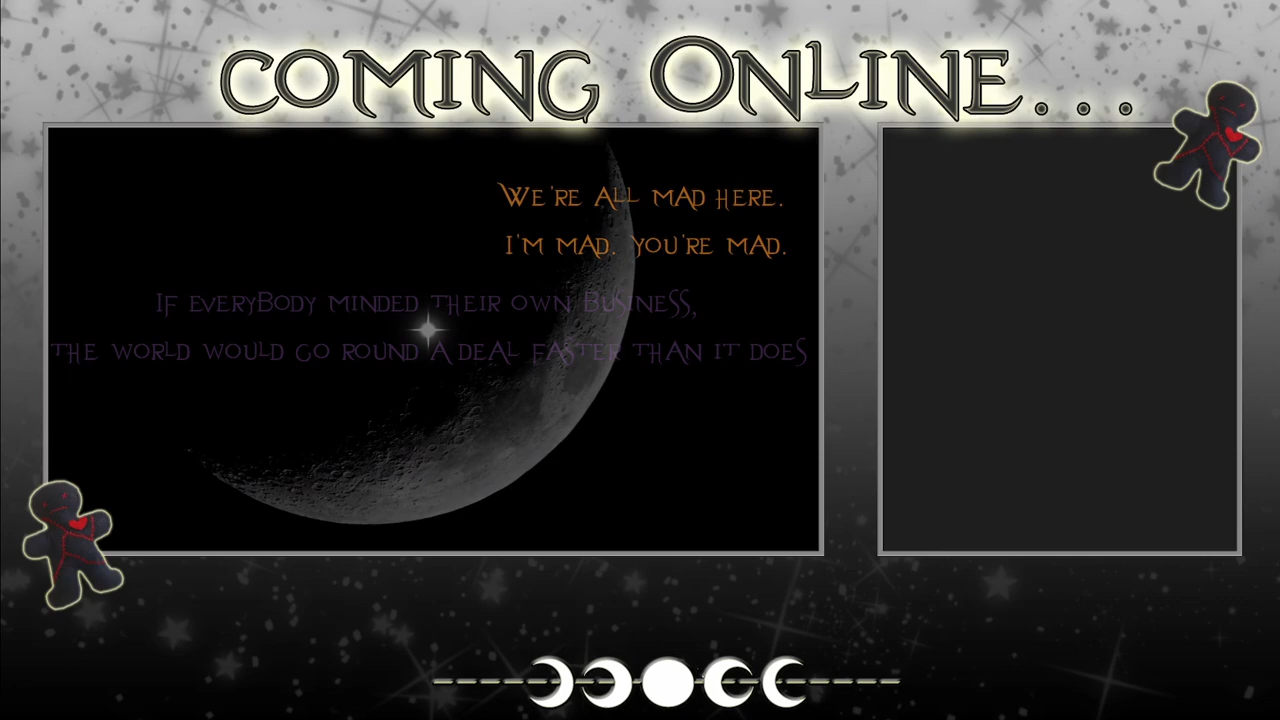 COMING ONLINE...
WE'RE ALL MAD HERE.
I'M MAD. YOU'RE MAD.
IF EVERYBODY MINDED THEIR OWN BUSINESS,
THE WORLD WOULD GO ROUND A DEAL FASTER THAN IT DOES